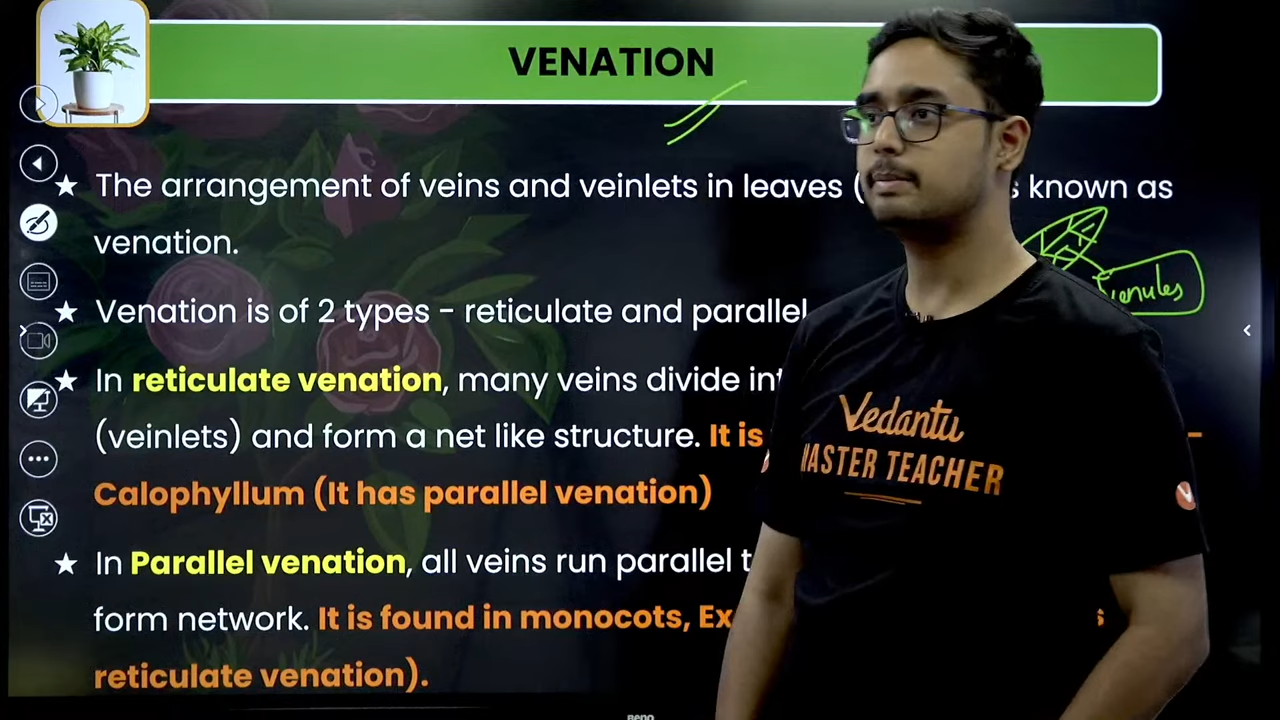 VENATION
★ The arrangement of veins and veinlets in leaves ( known as
venation.
venules
★ Venation is of 2 types - reticulate and parallel
★ In reticulate venation, many veins divide
(veinlets) and form a net like structure. It is
Calophyllum (It has parallel venation)
★ In Parallel venation, all veins run parallel
form network. It is found in monocots,
reticulate venation).
Vedantu
MASTER TEACHER
BenQ